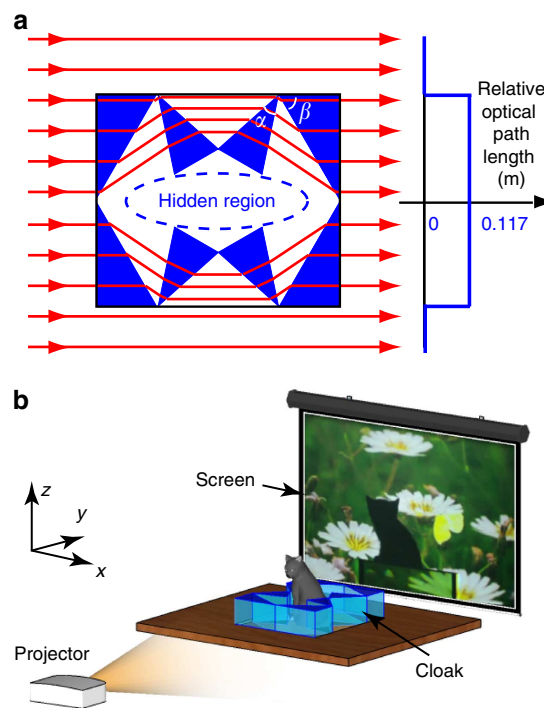 a
Relative
optical
path
length
(m)
α
β
Hidden region
0
0.117
b
z
y
x
Screen
Projector
Cloak